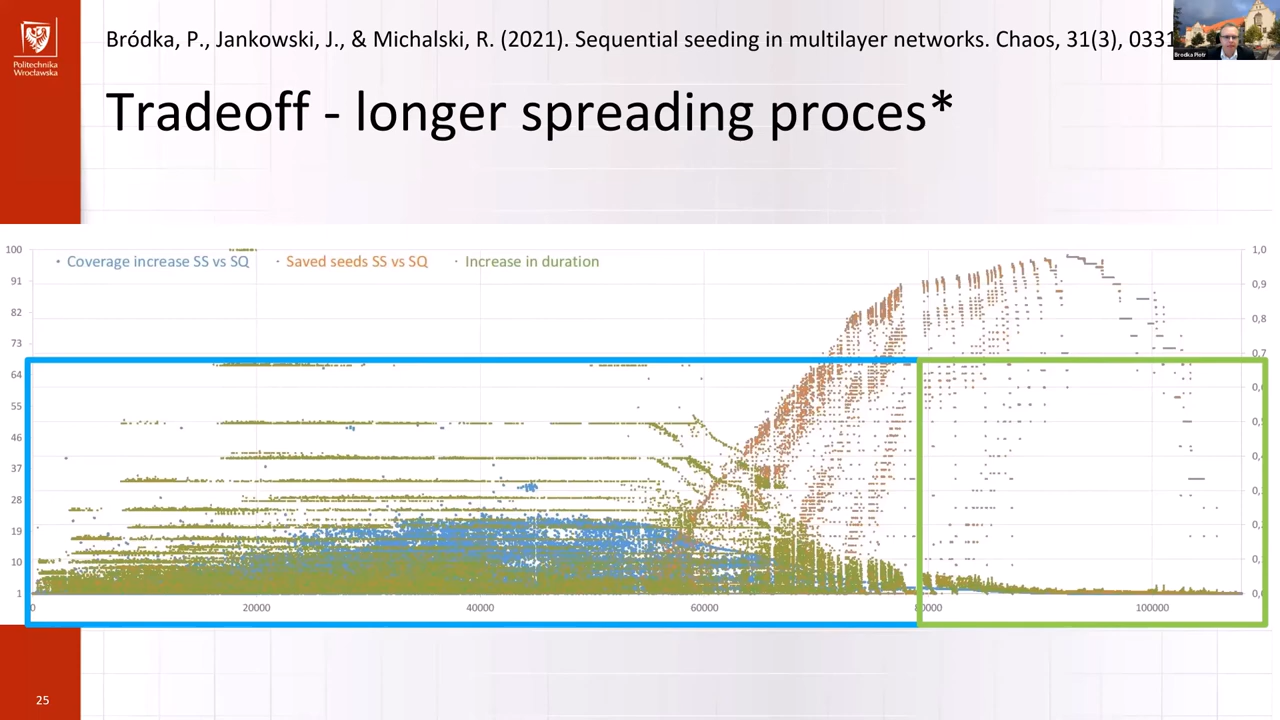 Politechnika
Wrocławska
Bródka, P., Jankowski, J., & Michalski, R. (2021). Sequential seeding in multilayer networks. Chaos, 31(3), 0331
Brodka Piotr
Tradeoff - longer spreading proces*
Coverage increase SS vs SQ
Saved seeds SS vs SQ
Increase in duration
100
91
82
73
64
55
46
37
28
19
10
1
1,0
0,9
0,8
0,7
0
20000
40000
60000
80000
100000
25